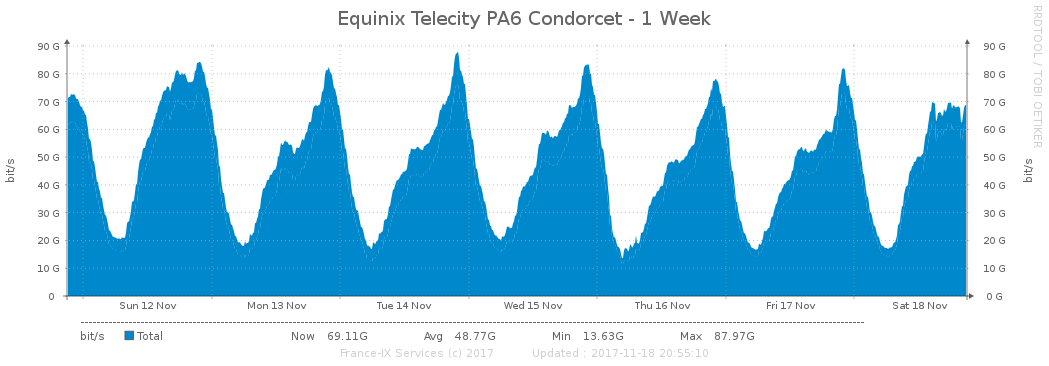 Equinix Telecity PA6 Condorcet - 1 Week
RRDTOOL / TOBI OETIKER
bit/s
90 G
80 G
70 G
60 G
50 G
40 G
30 G
20 G
10 G
0
90 G
80 G
70 G
60 G
50 G
40 G
30 G
20 G
10 G
0 G
bit/s
Sun 12 Nov Mon 13 Nov Tue 14 Nov Wed 15 Nov Thu 16 Nov Fri 17 Nov Sat 18 Nov
bit/s Total Now 69.11G Avg 48.77G Min 13.63G Max 87.97G
France-IX Services (c) 2017 Updated : 2017-11-18 20:55:10